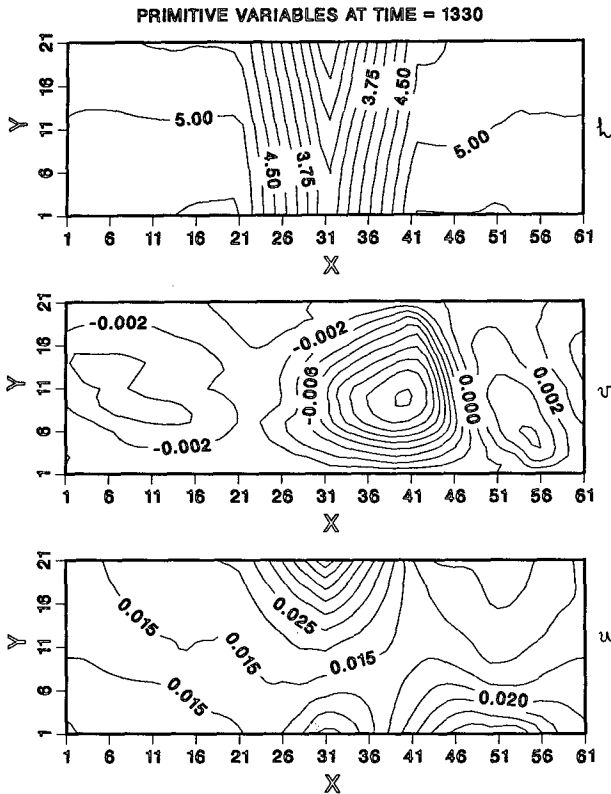 PRIMITIVE VARIABLES AT TIME = 1330
21
16
11
6
1
Y
5.00
4.50
3.75
3.75
4.50
5.00
h
1 6 11 16 21 26 31 36 41 46 51 56 61
X
21
16
11
6
1
Y
-0.002
-0.002
-0.002
-0.006
0.000
0.002
v
1 6 11 16 21 26 31 36 41 46 51 56 61
X
21
16
11
6
1
Y
0.015
0.015
0.015
0.025
0.015
0.020
u
1 6 11 16 21 26 31 36 41 46 51 56 61
X